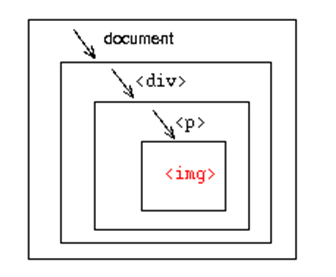 document
<div>
<p>
<img>